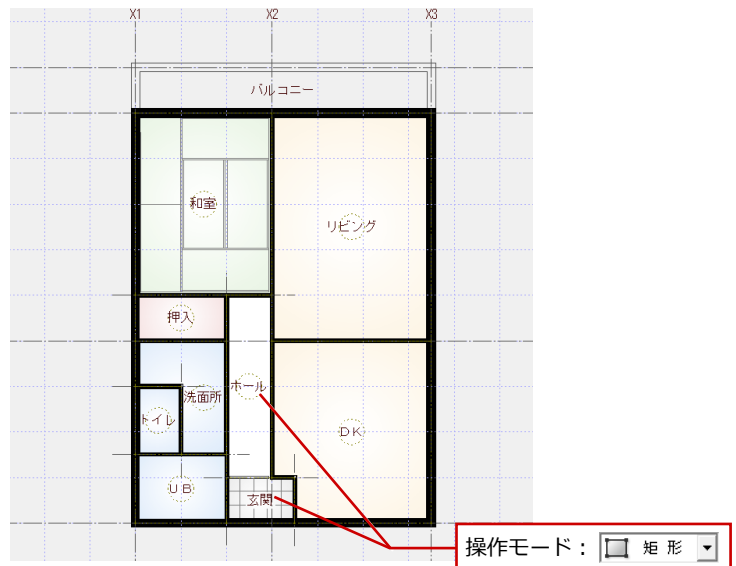 X1 X2 X3
バルコニー
和室
リビング
押入
ホール
洗面所
トイレ
DK
UB
玄関
操作モード： 矩 形